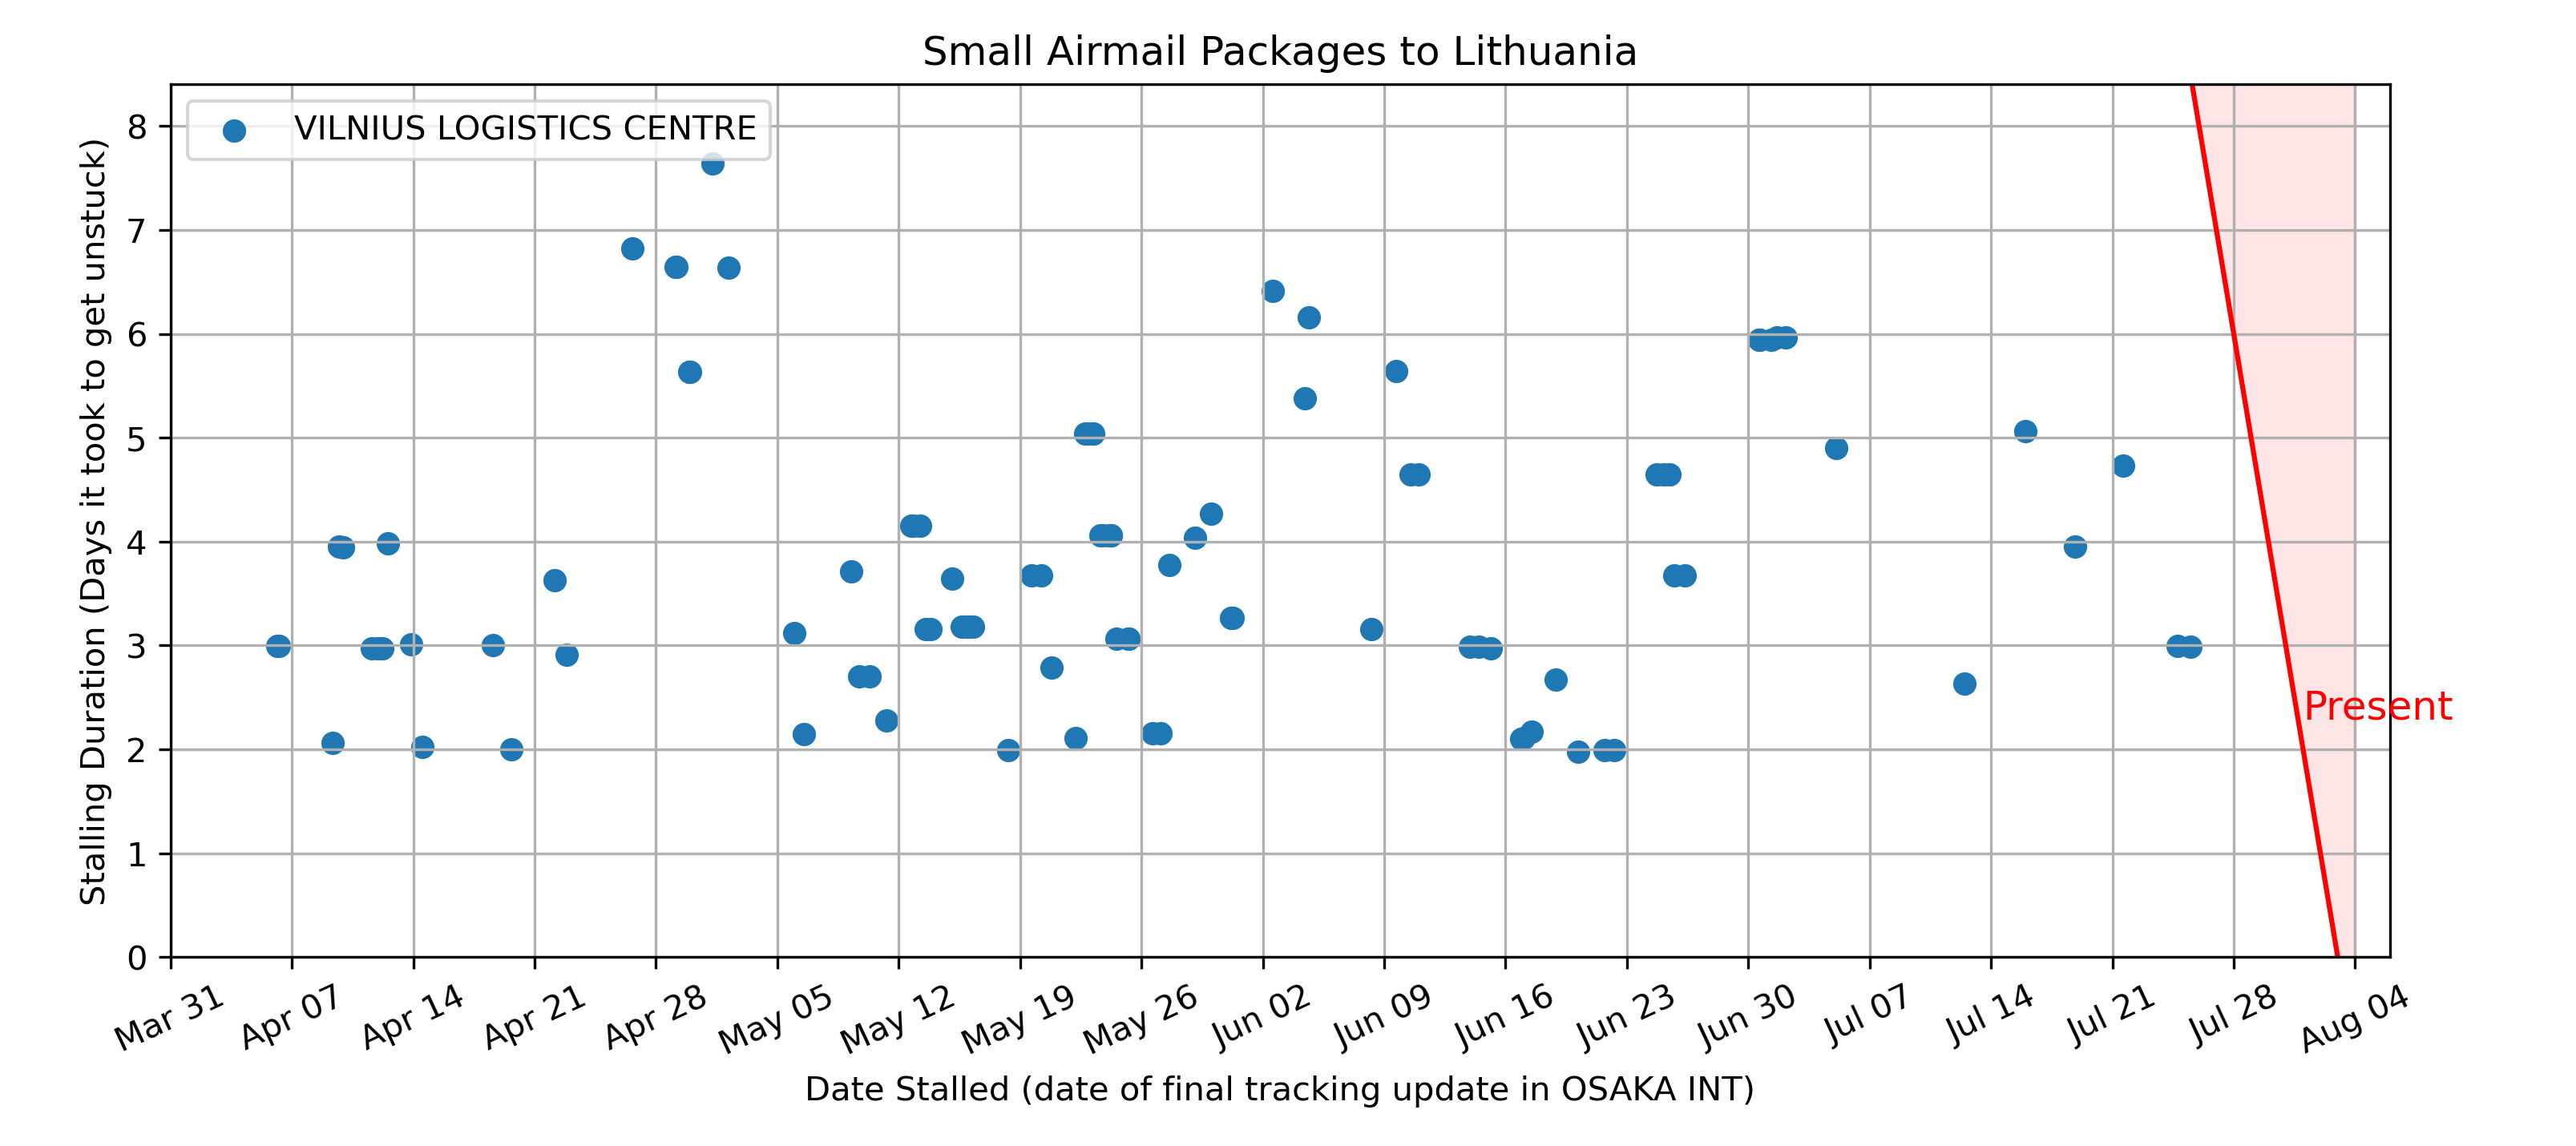 Small Airmail Packages to Lithuania
VILNIUS LOGISTICS CENTRE
Stalling Duration (Days it took to get unstuck)
8
7
6
5
4
3
2
1
0
Present
Mar 31
Apr 07
Apr 14
Apr 21
Apr 28
May 05
May 12
May 19
May 26
Jun 02
Jun 09
Jun 16
Jun 23
Jun 30
Jul 07
Jul 14
Jul 21
Jul 28
Aug 04
Date Stalled (date of final tracking update in OSAKA INT)